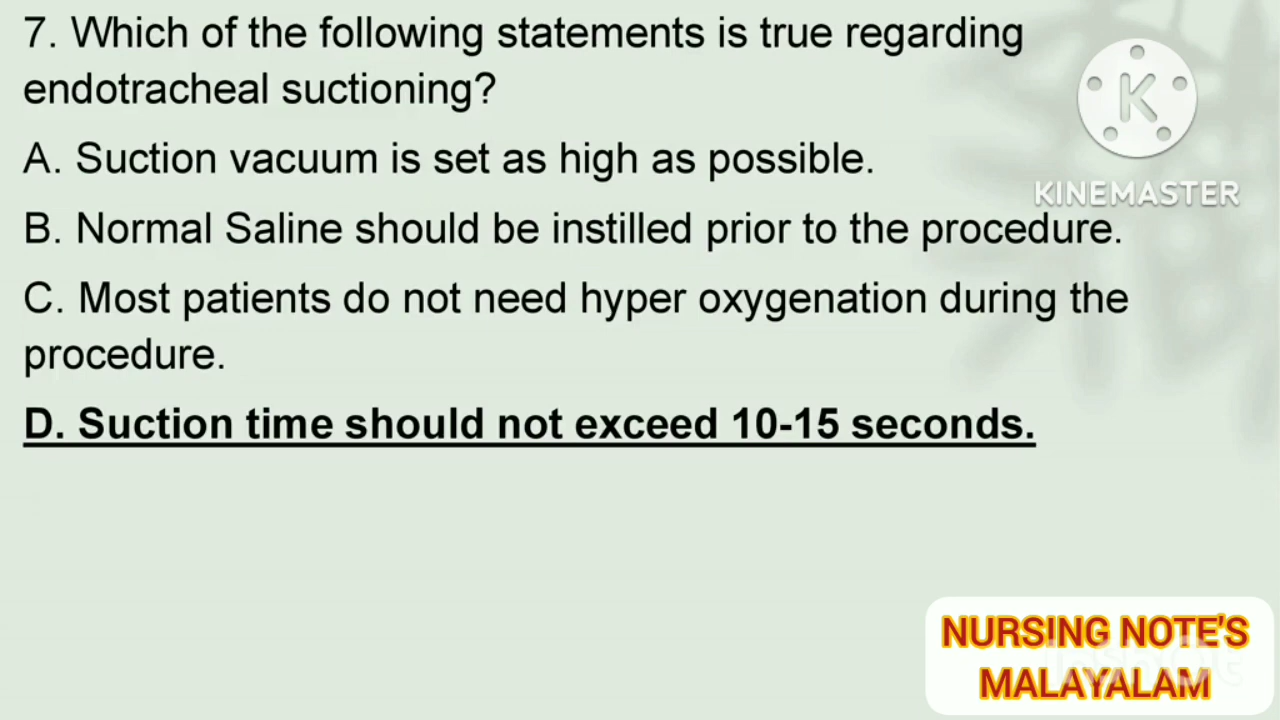 7. Which of the following statements is true regarding
endotracheal suctioning?
A. Suction vacuum is set as high as possible.
KINEMASTER
B. Normal Saline should be instilled prior to the procedure.
C. Most patients do not need hyper oxygenation during the
procedure.
D. Suction time should not exceed 10-15 seconds.
NURSING NOTE'S
MALAYALAM